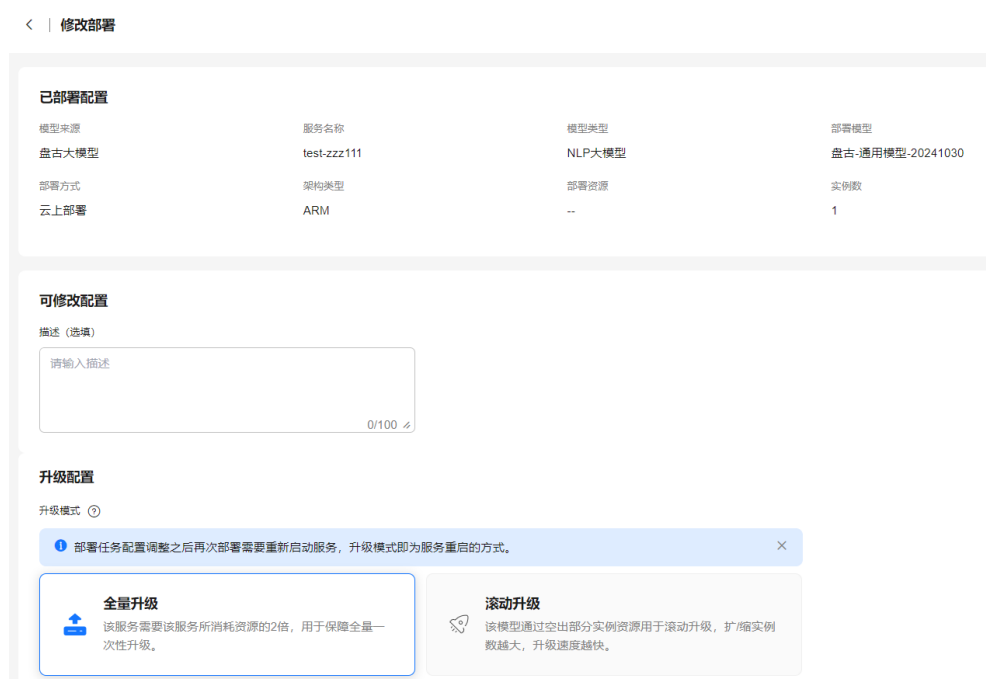 修改部署
已部署配置
模型来源 服务名称 模型类型 部署模型
盘古大模型 test-zzz111 NLP大模型 盘古-通用模型-20241030
部署方式 架构类型 部署资源 实例数
云上部署 ARM -- 1
可修改配置
描述（选填）
请输入描述
0/100
升级配置
升级模式 ?
部署任务配置调整之后再次部署需要重新启动服务，升级模式即为服务重启的方式。
全量升级
该服务需要该服务所消耗资源的2倍，用于保障全量一
次性升级。
滚动升级
该模型通过空出部分实例资源用于滚动升级，扩/缩实例
数越大，升级速度越快。